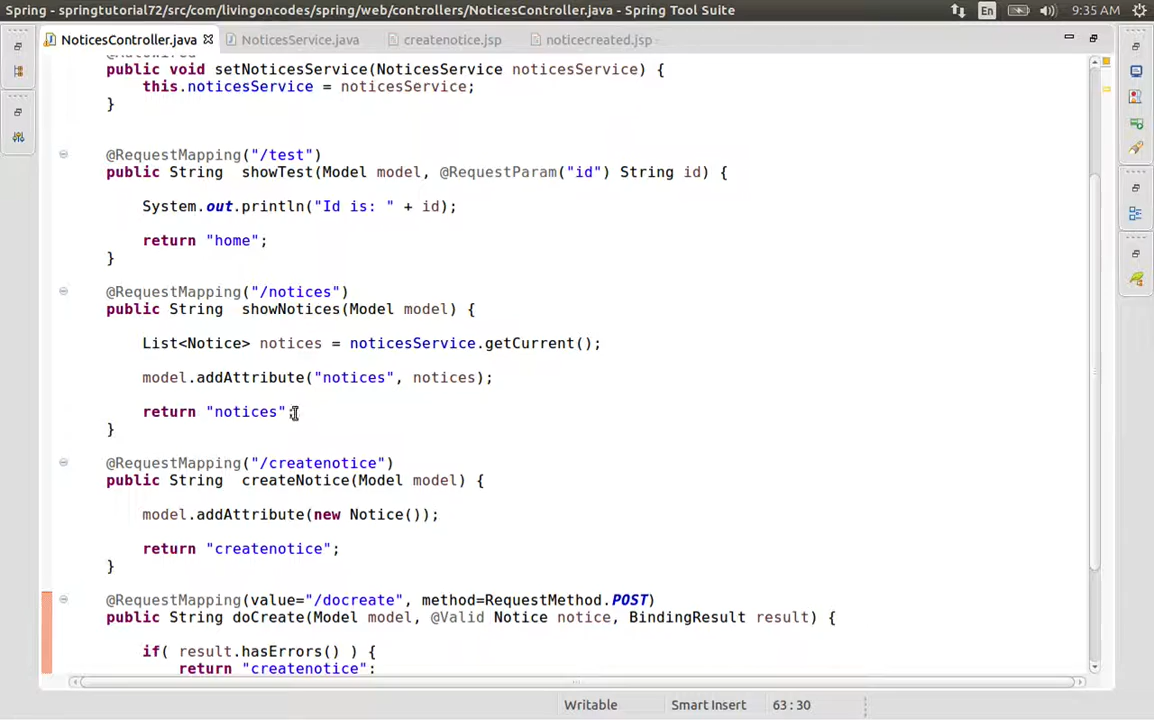 Spring - springtutorial72/src/com/livingoncodes/spring/web/controllers/NoticesController.java - Spring Tool Suite
En
9:35 AM
NoticesController.java
NoticesService.java
createnotice.jsp
noticecreated.jsp
public void setNoticesService(NoticesService noticesService) {
this.noticesService = noticesService;
}
@RequestMapping("/test")
public String showTest(Model model, @RequestParam("id") String id) {
System.out.println("Id is: " + id);
return "home";
}
@RequestMapping("/notices")
public String showNotices(Model model) {
List<Notice> notices = noticesService.getCurrent();
model.addAttribute("notices", notices);
return "notices";
}
@RequestMapping("/createnotice")
public String createNotice(Model model) {
model.addAttribute(new Notice());
return "createnotice";
}
@RequestMapping(value="/docreate", method=RequestMethod.POST)
public String doCreate(Model model, @Valid Notice notice, BindingResult result) {
if( result.hasErrors() ) {
return "createnotice";
Writable
Smart Insert
63 : 30